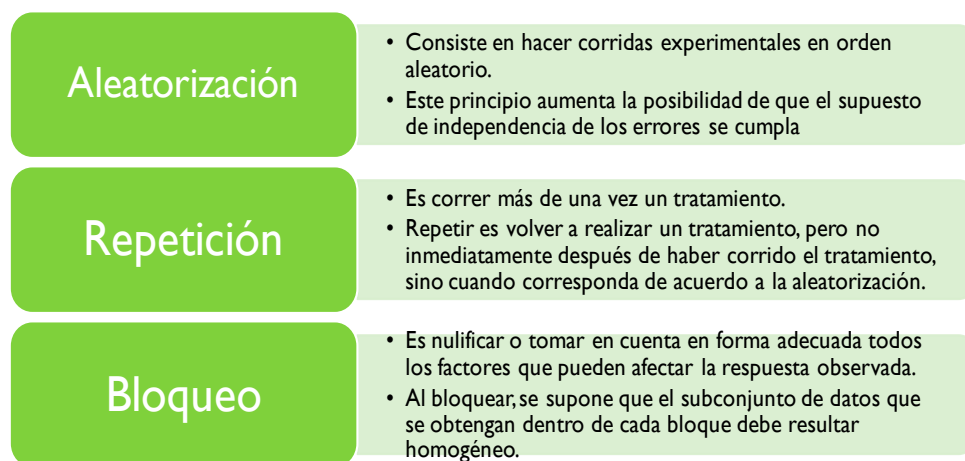 Aleatorización
• Consiste en hacer corridas experimentales en orden
aleatorio.
• Este principio aumenta la posibilidad de que el supuesto
de independencia de los errores se cumpla
Repetición
• Es correr más de una vez un tratamiento.
• Repetir es volver a realizar un tratamiento, pero no
inmediatamente después de haber corrido el tratamiento,
sino cuando corresponda de acuerdo a la aleatorización.
Bloqueo
• Es nulificar o tomar en cuenta en forma adecuada todos
los factores que pueden afectar la respuesta observada.
• Al bloquear, se supone que el subconjunto de datos que
se obtengan dentro de cada bloque debe resultar
homogéneo.